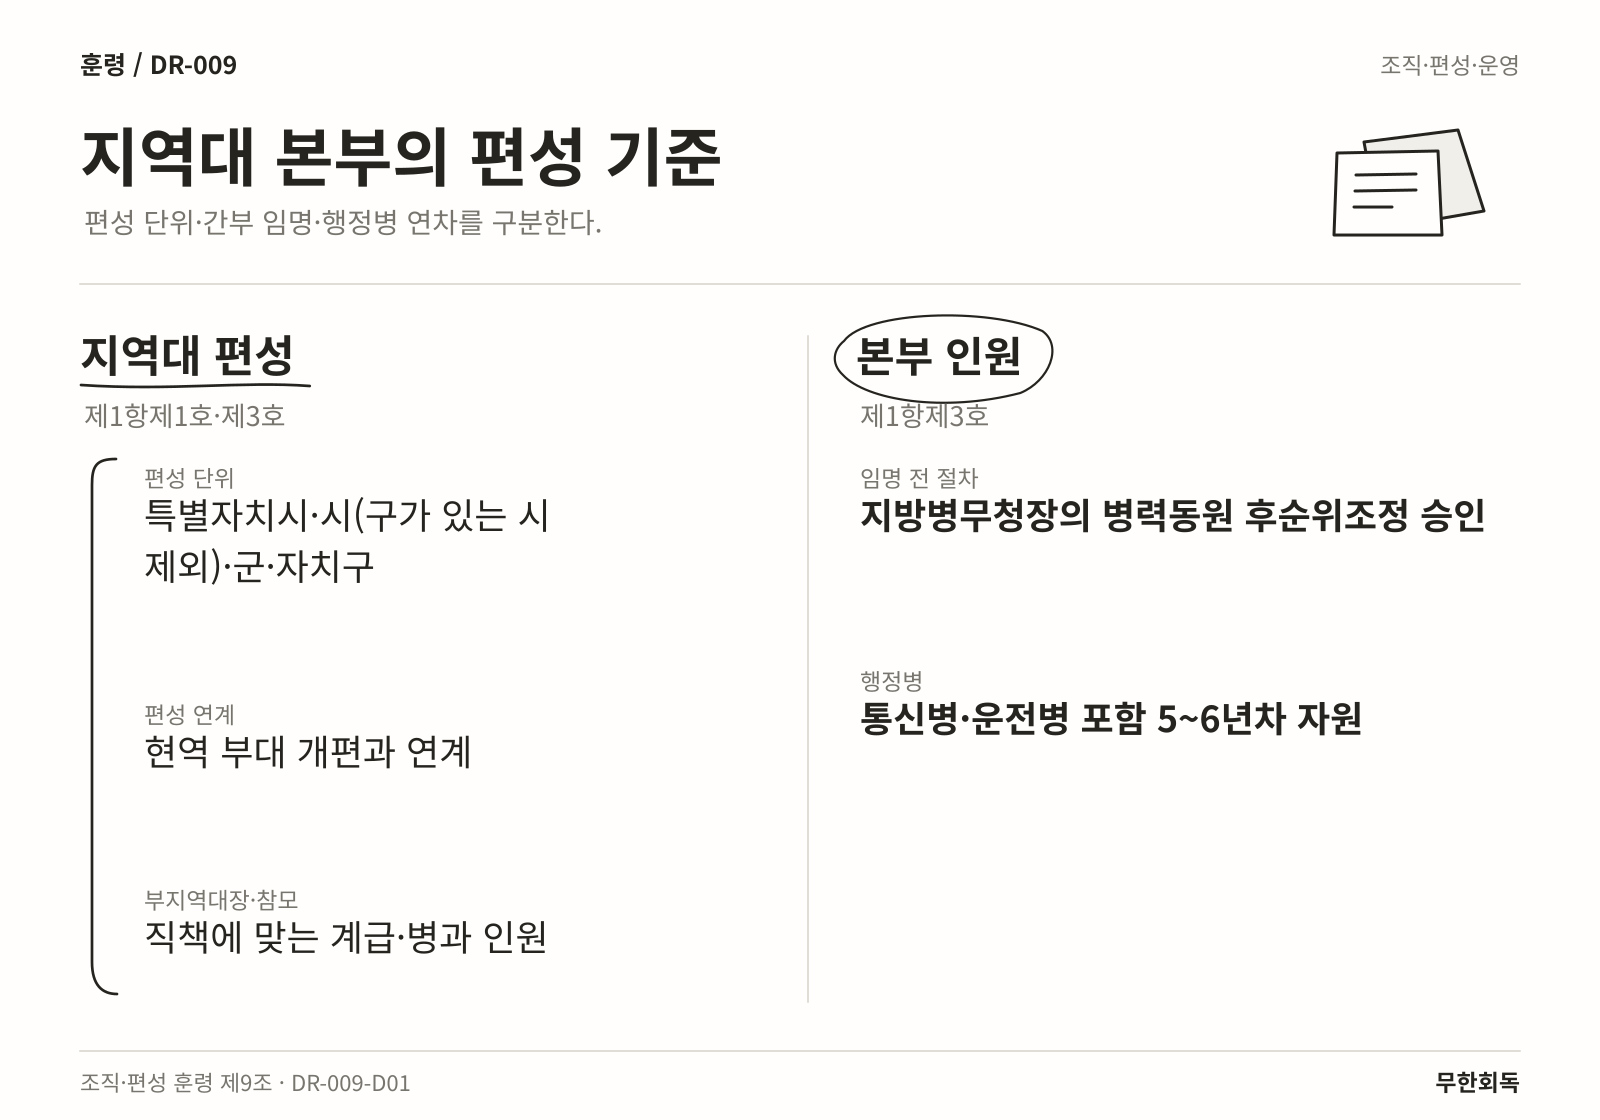 훈령 / DR-009
조직·편성·운영
지역대 본부의 편성 기준
편성 단위·간부 임명·행정병 연차를 구분한다.
지역대 편성
제1항제1호·제3호
편성 단위
특별자치시·시(구가 있는 시
제외)·군·자치구
편성 연계
현역 부대 개편과 연계
부지역대장·참모
직책에 맞는 계급·병과 인원
본부 인원
제1항제3호
임명 전 절차
지방병무청장의 병력동원 후순위조정 승인
행정병
통신병·운전병 포함 5~6년차 자원
조직·편성 훈령 제9조 · DR-009-D01
무한회독